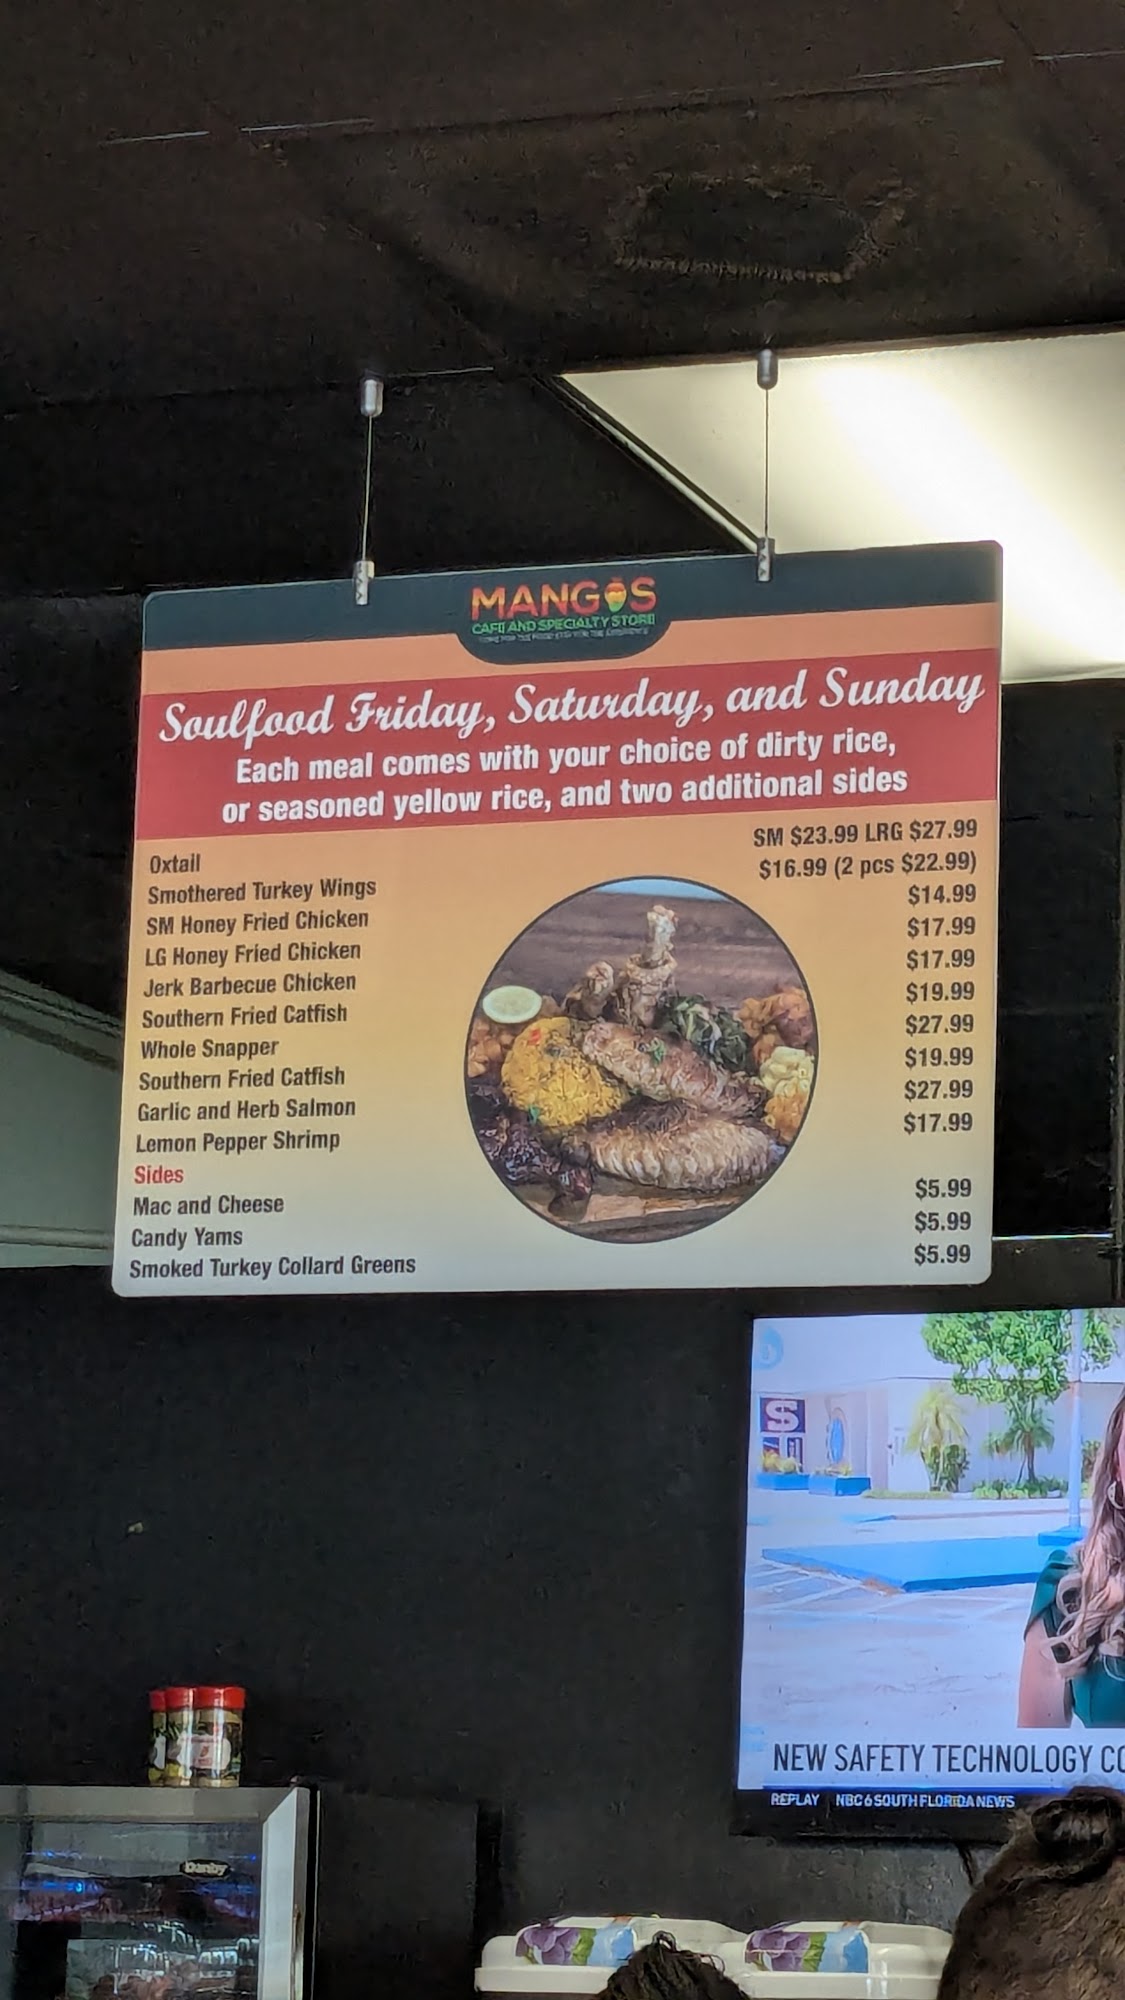 MANGOS
CAFE AND SPECIALTY STORE
Soulfood Friday, Saturday, and Sunday
Each meal comes with your choice of dirty rice,
or seasoned yellow rice, and two additional sides
Oxtail SM $23.99 LRG $27.99
Smothered Turkey Wings $16.99 (2 pcs $22.99)
SM Honey Fried Chicken $14.99
LG Honey Fried Chicken $17.99
Jerk Barbecue Chicken $17.99
Southern Fried Catfish $19.99
Whole Snapper $27.99
Southern Fried Catfish $19.99
Garlic and Herb Salmon $27.99
Lemon Pepper Shrimp $17.99
Sides
Mac and Cheese $5.99
Candy Yams $5.99
Smoked Turkey Collard Greens $5.99
S
NEW SAFETY TECHNOLOGY CO
REPLAY NBC 6 SOUTH FLORIDA NEWS
Danby